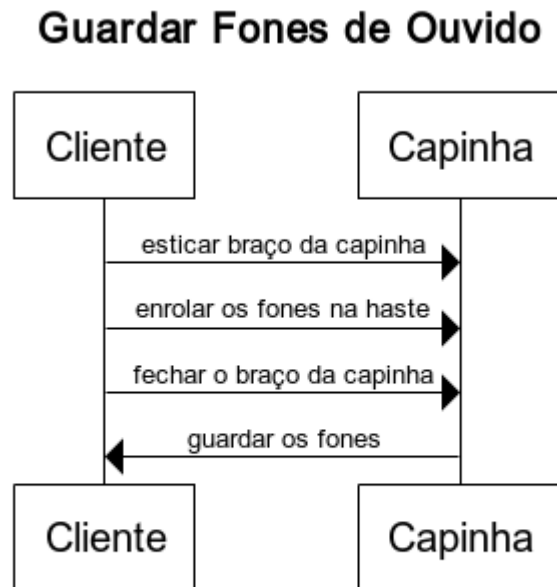 Guardar Fones de Ouvido
Cliente
Capinha
esticar braço da capinha
enrolar os fones na haste
fechar o braço da capinha
guardar os fones
Cliente
Capinha